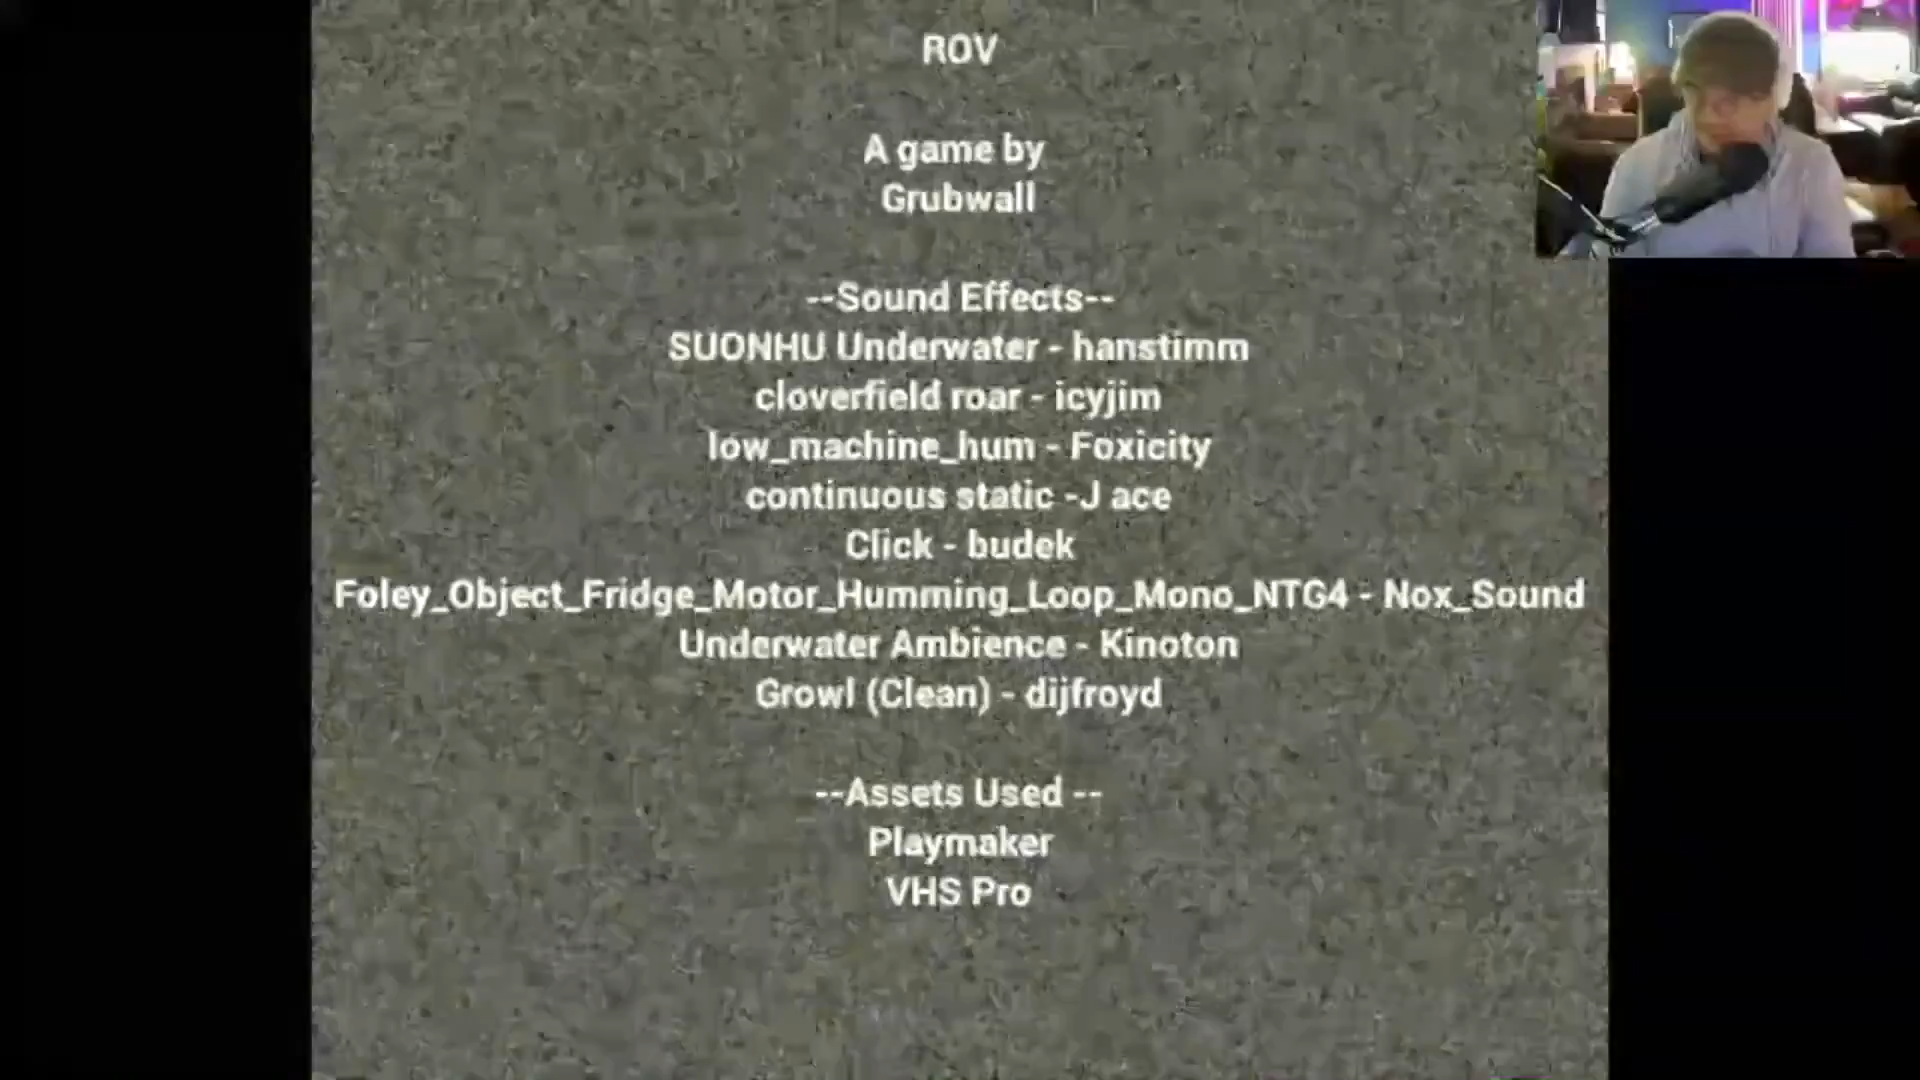 ROV
A game by
Grubwall
--Sound Effects--
SUONHU Underwater - hanstimm
cloverfield roar - icyjim
low_machine_hum - Foxicity
continuous static -J ace
Click - budek
Foley_Object_Fridge_Motor_Humming_Loop_Mono_NTG4 - Nox_Sound
Underwater Ambience - Kinoton
Growl (Clean) - dijfroyd
--Assets Used --
Playmaker
VHS Pro